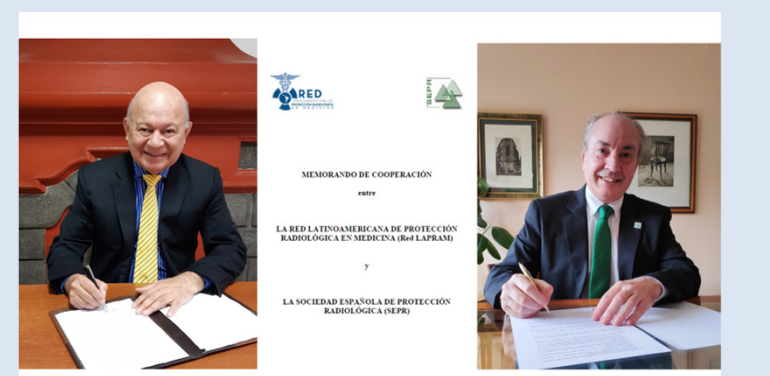 RED
SEPR
MEMORANDO DE COOPERACIÓN
entre
LA RED LATINOAMERICANA DE PROTECCIÓN
RADIOLÓGICA EN MEDICINA (Red LAPRAM)
y
LA SOCIEDAD ESPAÑOLA DE PROTECCIÓN
RADIOLÓGICA (SEPR)